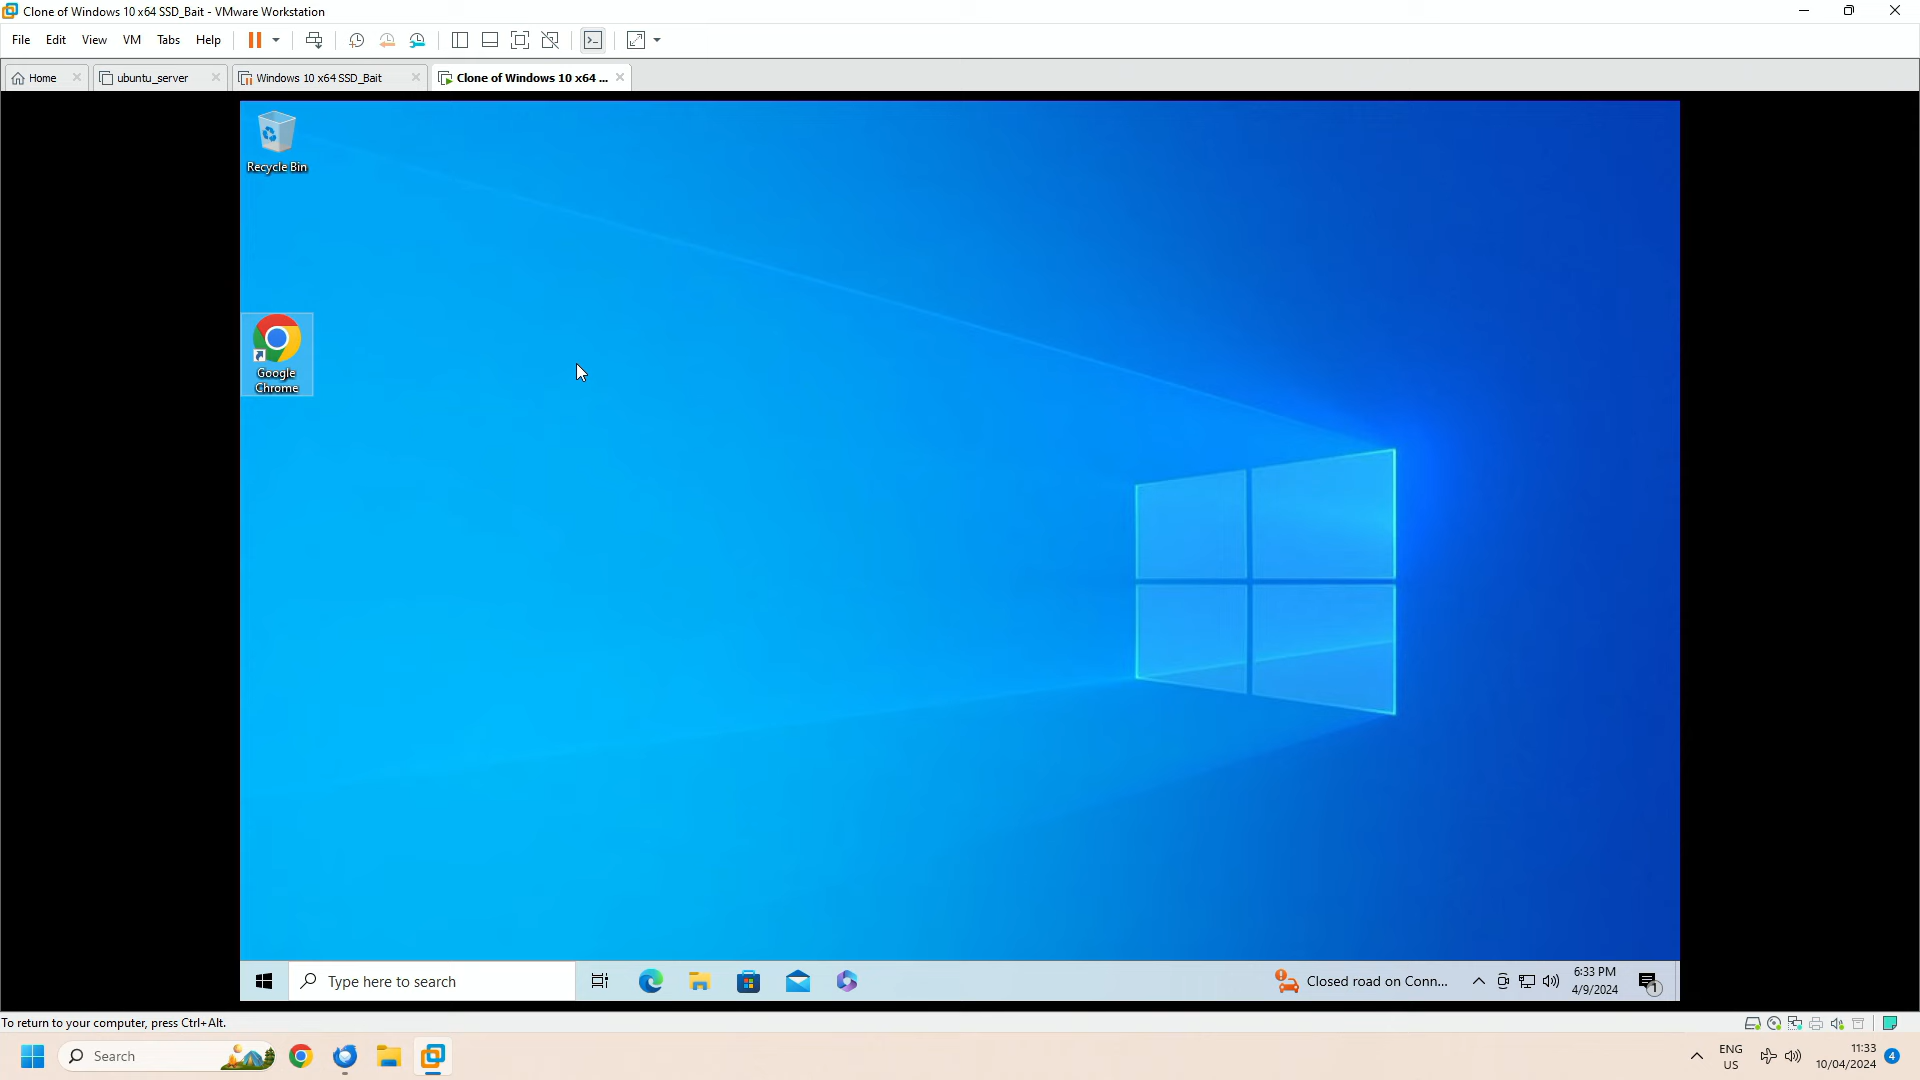 Clone of Windows 10 x64 SSD_Bait - VMware Workstation
File Edit View VM Tabs Help
Home ubuntu_server Windows 10 x64 SSD_Bait Clone of Windows 10 x64 ...
Recycle Bin
Google
Chrome
Type here to search
Closed road on Conn...
6:33 PM
4/9/2024
1
To return to your computer, press Ctrl+Alt.
Search
ENG
US
11:33
10/04/2024
4